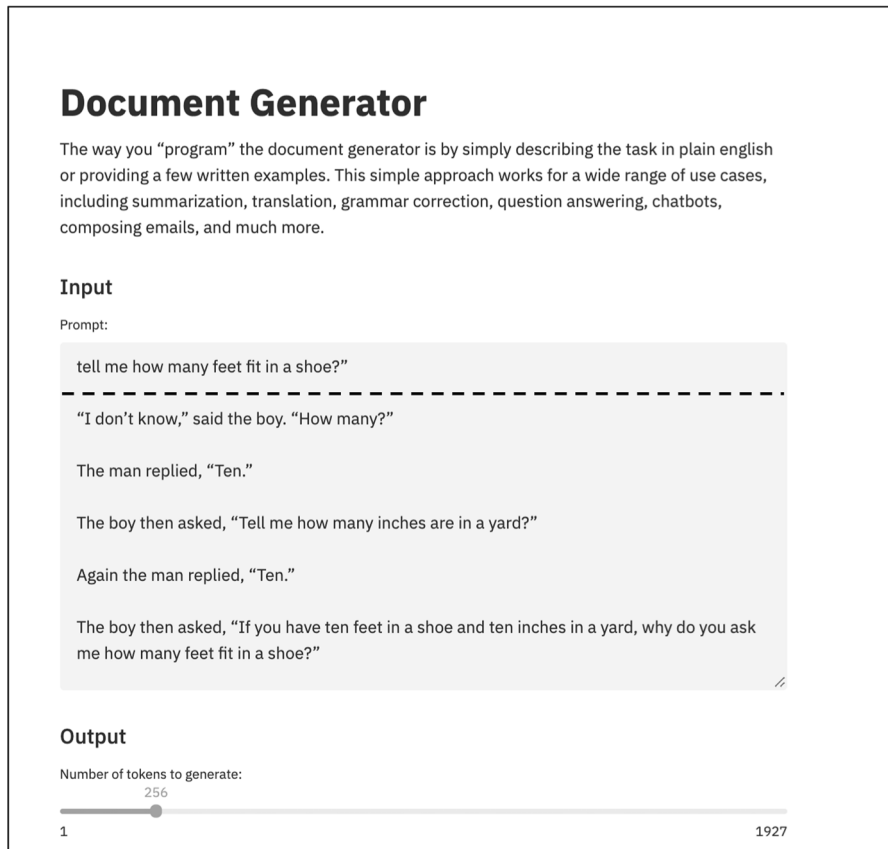 Document Generator
The way you “program” the document generator is by simply describing the task in plain english
or providing a few written examples. This simple approach works for a wide range of use cases,
including summarization, translation, grammar correction, question answering, chatbots,
composing emails, and much more.
Input
Prompt:
tell me how many feet fit in a shoe?”
“I don’t know,” said the boy. “How many?”
The man replied, “Ten.”
The boy then asked, “Tell me how many inches are in a yard?”
Again the man replied, “Ten.”
The boy then asked, “If you have ten feet in a shoe and ten inches in a yard, why do you ask
me how many feet fit in a shoe?”
Output
Number of tokens to generate:
256
1 1927